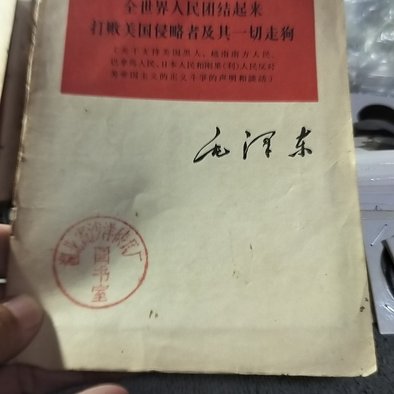 全世界人民团结起来
打败美国侵略者及其一切走狗
(关于支持美国黑人、越南南方人民、
巴拿马人民、日本人民和刚果(利)人民反对
美帝国主义的正义斗争的声明和谈话)
毛泽东
图书室